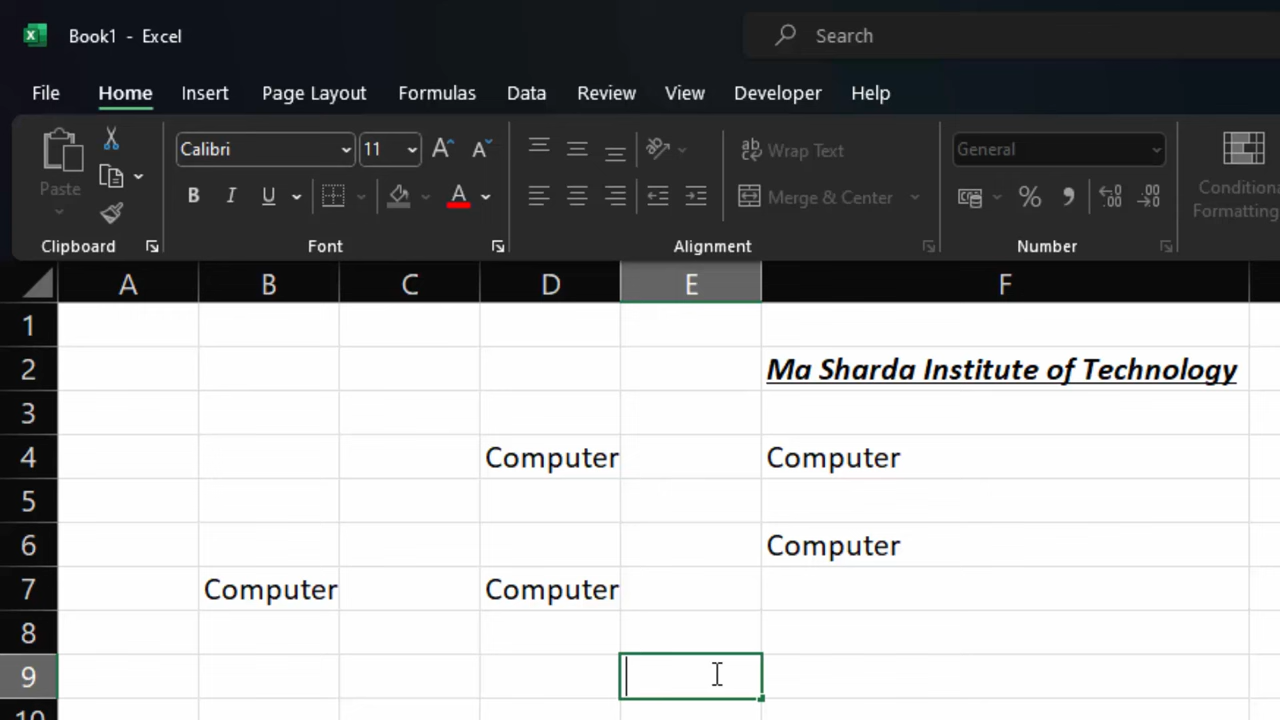 Book1 - Excel
Search
File Home Insert Page Layout Formulas Data Review View Developer Help
Paste
Calibri 11
B I U A
Wrap Text
Merge & Center
General
% ,
Conditiona
Formatting
Clipboard Font Alignment Number
A B C D E F
1
2 Ma Sharda Institute of Technology
3
4 Computer Computer
5
6 Computer
7 Computer Computer
8
9
10